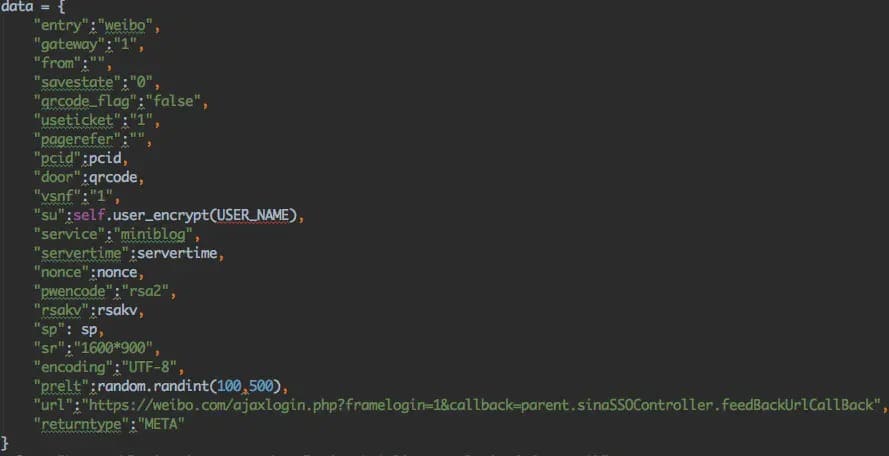 data = {
    "entry":"weibo",
    "gateway":"1",
    "from":"",
    "savestate":"0",
    "qrcode_flag":"false",
    "useticket":"1",
    "pagerefer":"",
    "pcid":pcid,
    "door":qrcode,
    "vsnf":"1",
    "su":self.user_encrypt(USER_NAME),
    "service":"miniblog",
    "servertime":servertime,
    "nonce":nonce,
    "pwencode":"rsa2",
    "rsakv":rsakv,
    "sp": sp,
    "sr":"1600*900",
    "encoding":"UTF-8",
    "prelt":random.randint(100,500),
    "url":"https://weibo.com/ajaxlogin.php?framelogin=1&callback=parent.sinaSSOController.feedBackUrlCallBack",
    "returntype":"META"
}